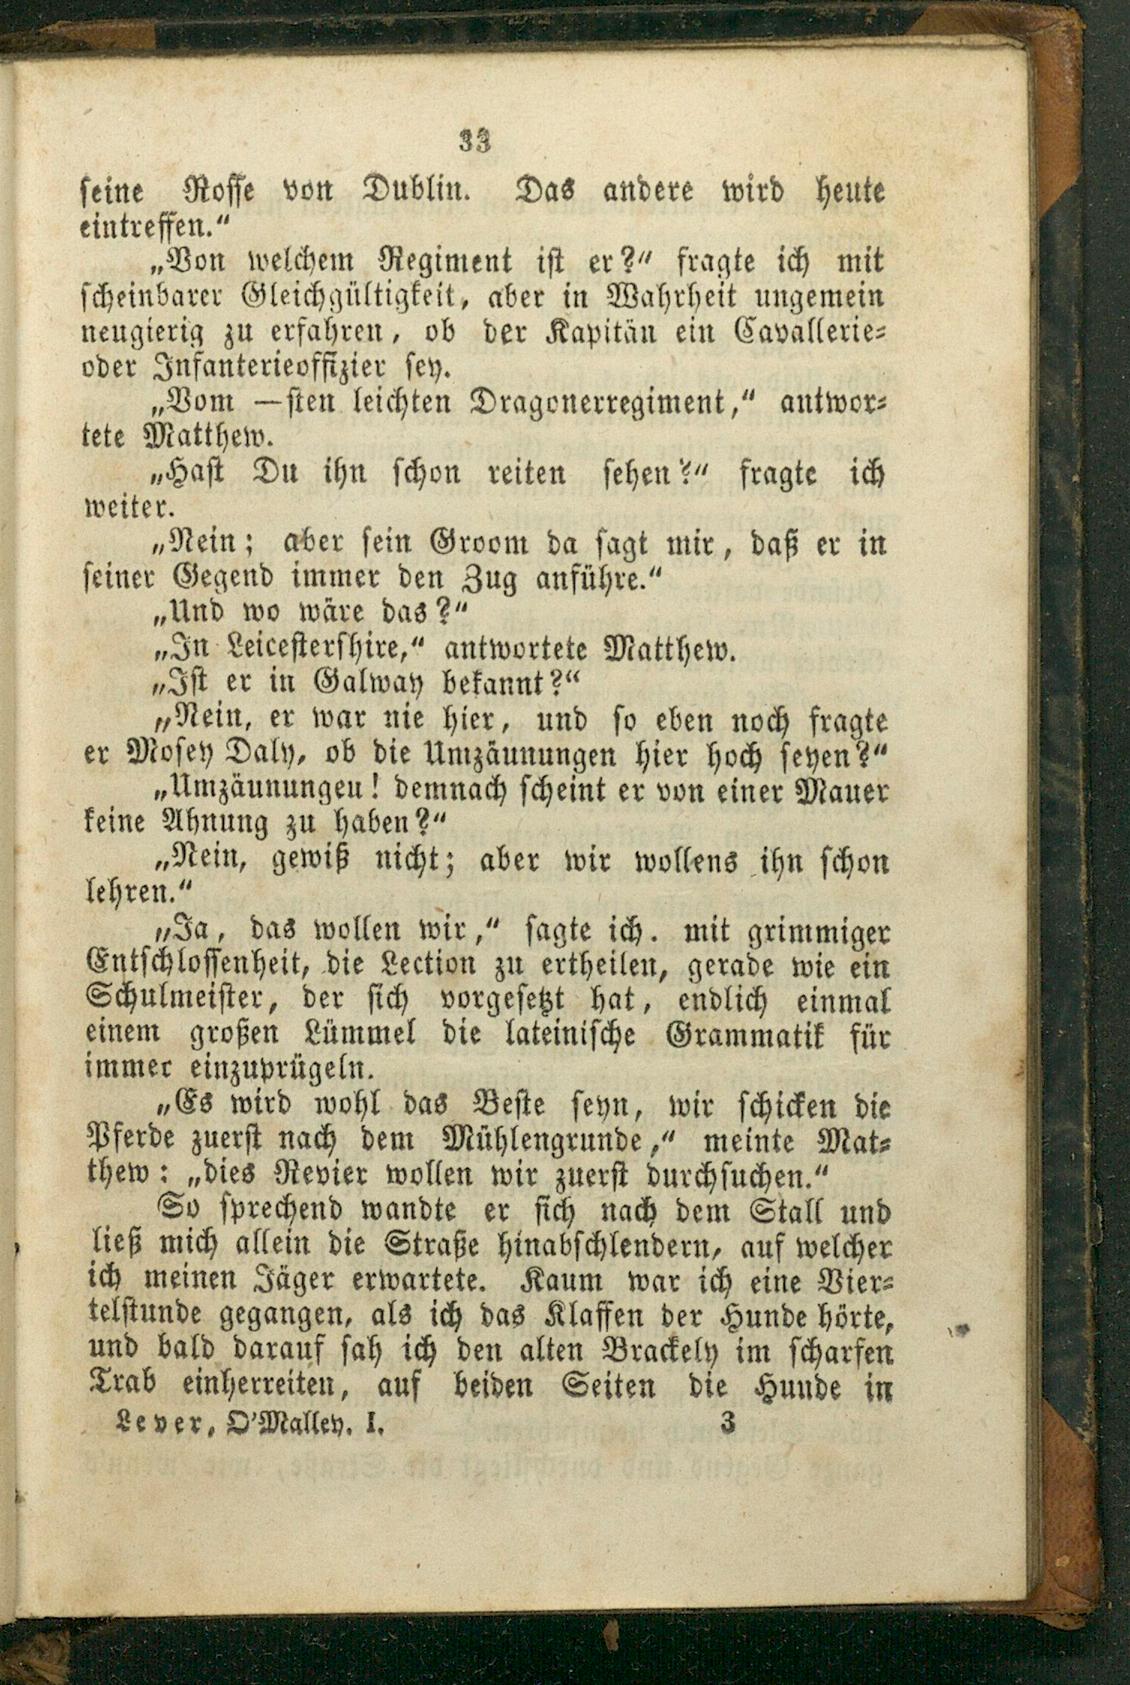 33
seine Rosse von Dublin. Das andere wird heute
eintreffen.“
„Von welchem Regiment ist er?“ fragte ich mit
scheinbarer Gleichgültigkeit, aber in Wahrheit ungemein
neugierig zu erfahren, ob der Kapitän ein Cavallerie-
oder Infanterieoffizier sey.
„Vom —sten leichten Dragonerregiment,“ antwor-
tete Matthew.
„Hast Du ihn schon reiten sehen?“ fragte ich
weiter.
„Nein; aber sein Groom da sagt mir, daß er in
seiner Gegend immer den Zug anführe.“
„Und wo wäre das?“
„In Leicestershire,“ antwortete Matthew.
„Ist er in Galway bekannt?“
„Nein, er war nie hier, und so eben noch fragte
er Mosey Daly, ob die Umzäunungen hier hoch seyen?“
„Umzäunungen! demnach scheint er von einer Mauer
keine Ahnung zu haben?“
„Nein, gewiß nicht; aber wir wollens ihn schon
lehren.“
„Ja, das wollen wir,“ sagte ich. mit grimmiger
Entschlossenheit, die Lection zu ertheilen, gerade wie ein
Schulmeister, der sich vorgesetzt hat, endlich einmal
einem großen Lümmel die lateinische Grammatik für
immer einzuprügeln.
„Es wird wohl das Beste seyn, wir schicken die
Pferde zuerst nach dem Mühlengrunde,“ meinte Mat-
thew: „dies Revier wollen wir zuerst durchsuchen.“
So sprechend wandte er sich nach dem Stall und
ließ mich allein die Straße hinabschlendern, auf welcher
ich meinen Jäger erwartete. Kaum war ich eine Vier-
telstunde gegangen, als ich das Klaffen der Hunde hörte,
und bald darauf sah ich den alten Brackely im scharfen
Trab einherreiten, auf beiden Seiten die Hunde in
Lever, O’Malley. I. 3